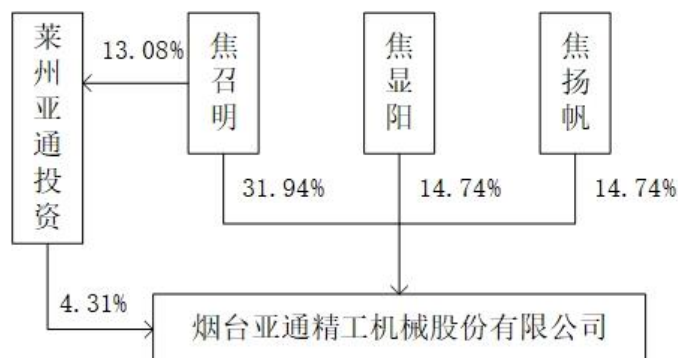 莱州亚通投资
13.08%
焦召明
焦显阳
焦扬帆
31.94%
14.74%
14.74%
4.31%
烟台亚通精工机械股份有限公司